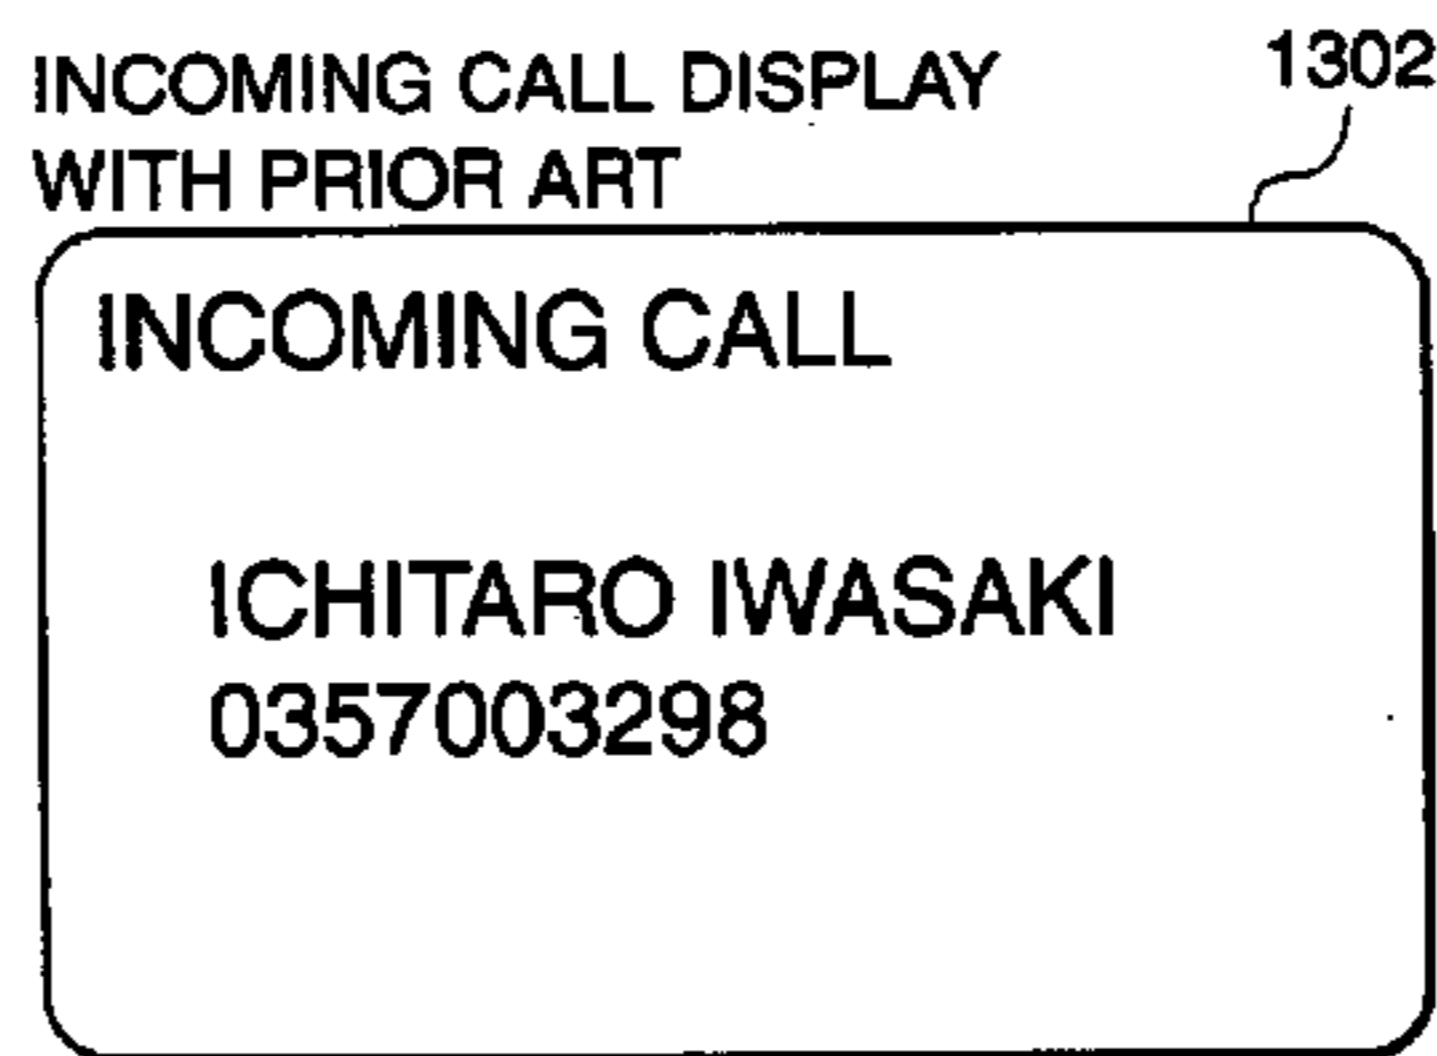 INCOMING CALL DISPLAY
WITH PRIOR ART
1302
INCOMING CALL
ICHITARO IWASAKI
0357003298